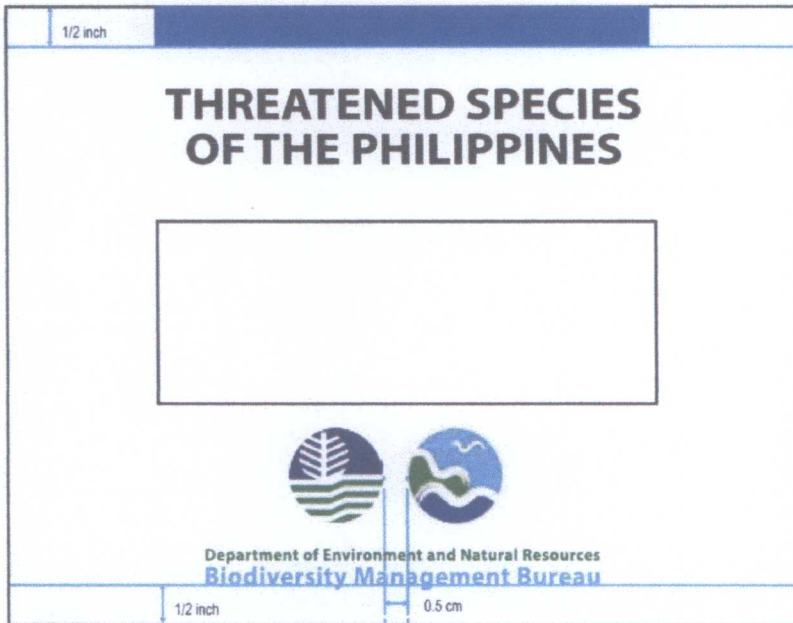 1/2 inch
THREATENED SPECIES
OF THE PHILIPPINES
Department of Environment and Natural Resources
Biodiversity Management Bureau
1/2 inch
0.5 cm